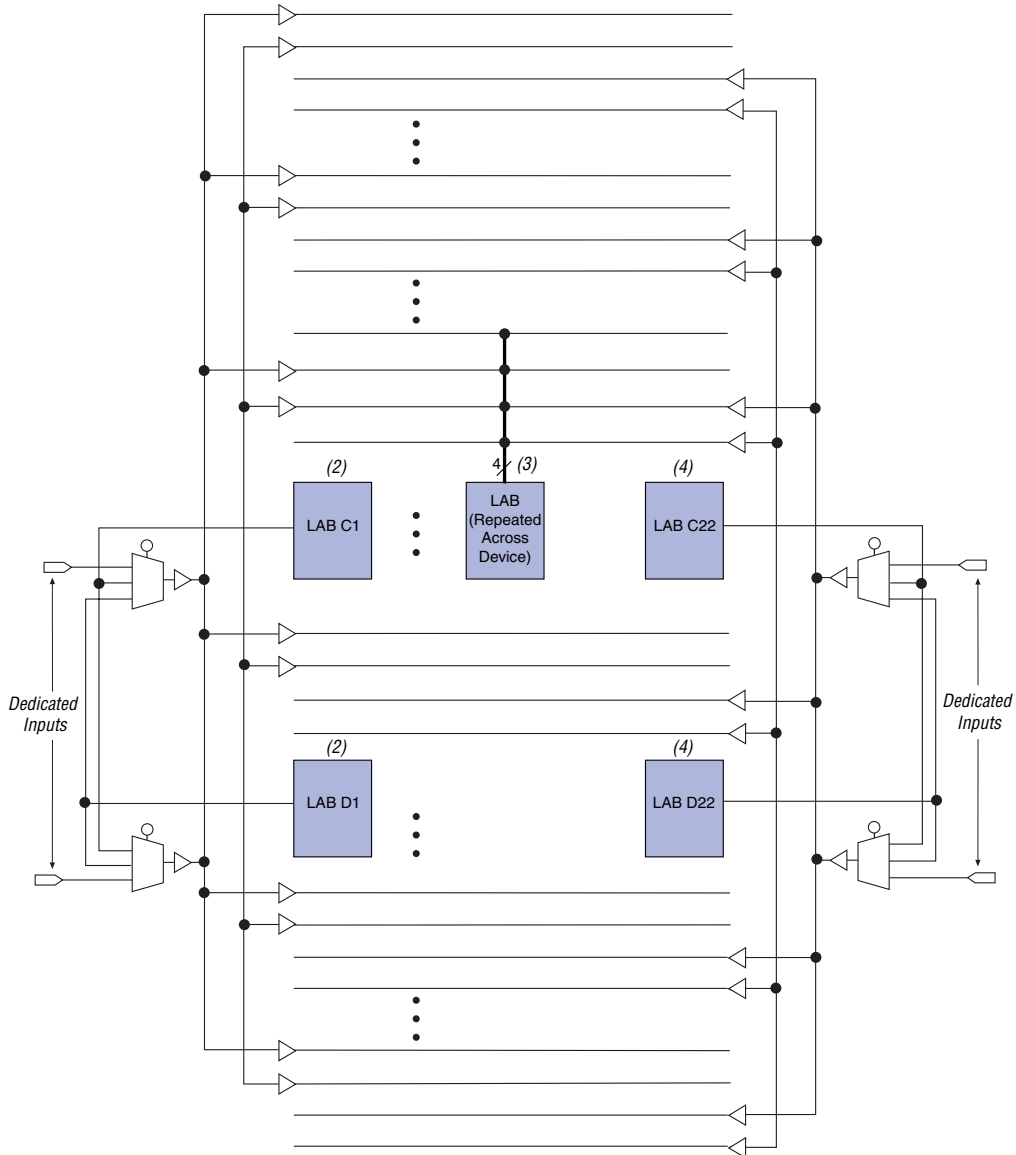 (2)
4
(3)
(4)
LAB C1
LAB
(Repeated
Across
Device)
LAB C22
Dedicated
Inputs
Dedicated
Inputs
(2)
(4)
LAB D1
LAB D22